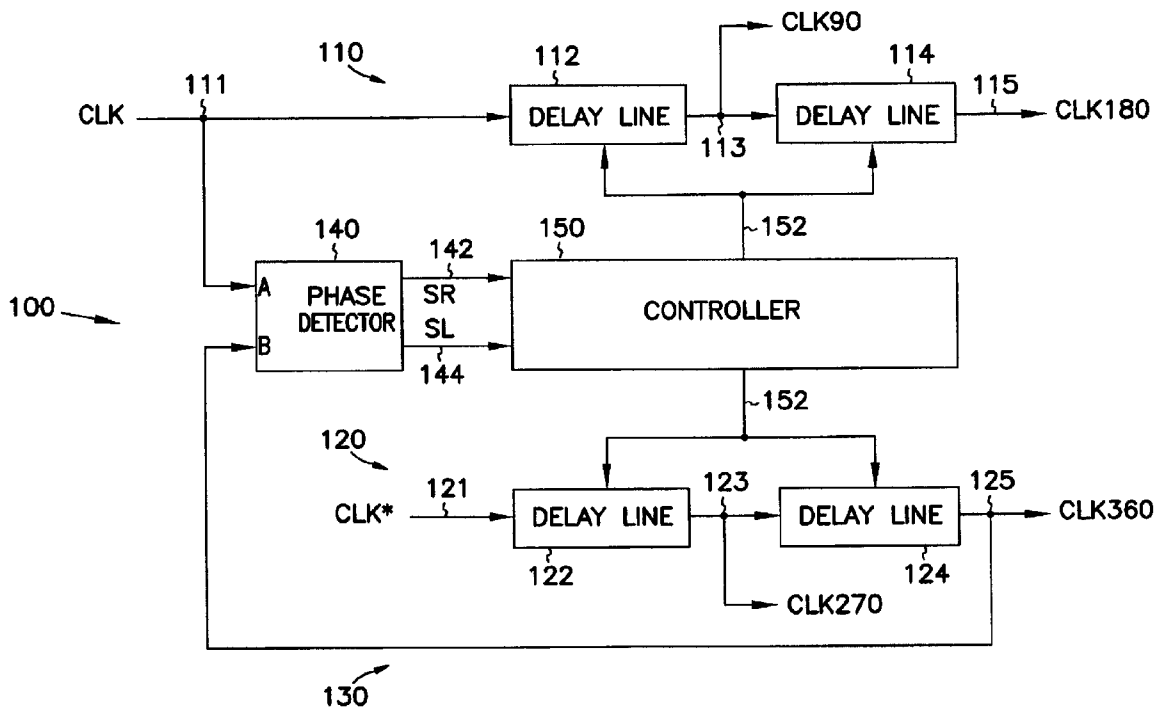 CLK90
110
112
114
111
115
CLK
DELAY LINE
DELAY LINE
CLK180
113
152
140
142
150
100
A
PHASE
DETECTOR
SR
CONTROLLER
B
SL
144
152
120
121
123
125
CLK*
DELAY LINE
DELAY LINE
CLK360
122
124
CLK270
130